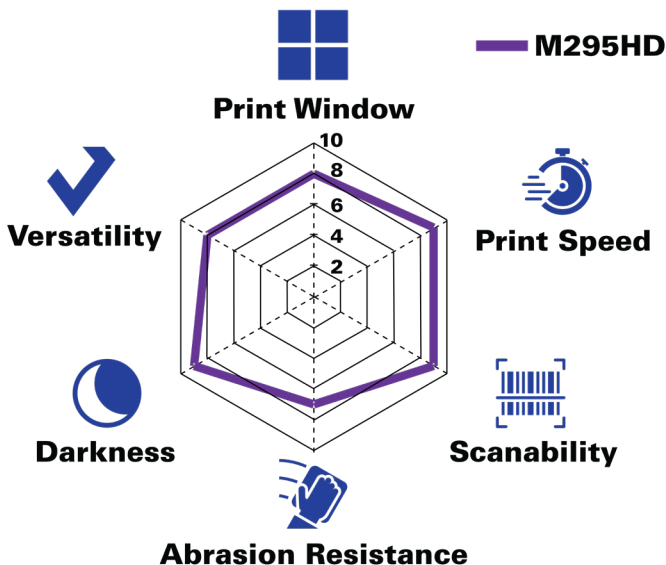 M295HD
Print Window
10
8
6
4
2
Versatility
Print Speed
Darkness
Scanability
Abrasion Resistance